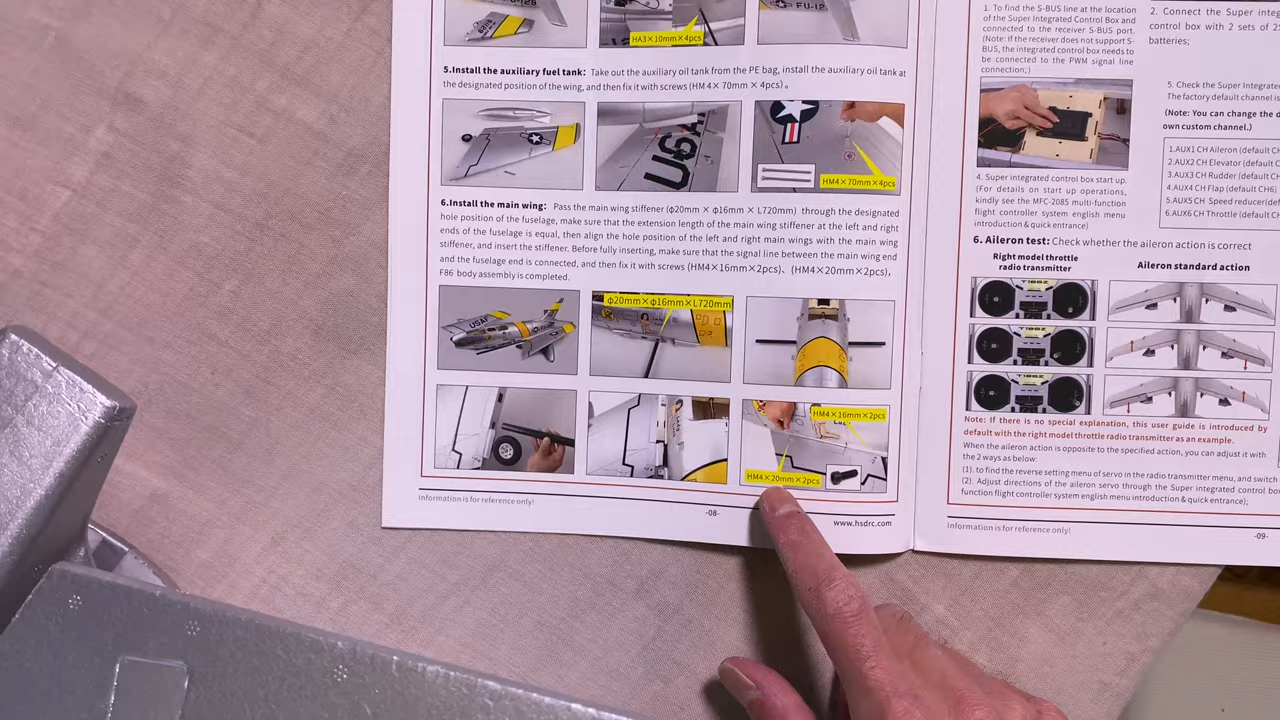 FU-12
HA3×10mm×4pcs
5.Install the auxiliary fuel tank: Take out the auxiliary oil tank from the PE bag, install the auxiliary oil tank at
the designated position of the wing, and then fix it with screws (HM 4× 70mm × 4pcs) 。
USA
HM4×70mm×4pcs
6.Install the main wing: Pass the main wing stiffener (φ20mm × φ16mm × L720mm) through the designated
hole position of the fuselage, make sure that the extension length of the main wing stiffener at the left and right
ends of the fuselage is equal, then align the hole position of the left and right main wings with the main wing
stiffener, and insert the stiffener. Before fully inserting, make sure that the signal line between the main wing end
and the fuselage end is connected, and then fix it with screws (HM4×16mm×2pcs)、(HM4×20mm×2pcs),
F86 body assembly is completed.
USAF
φ20mm×φ16mm×L720mm
HM4×16mm×2pcs
HM4×20mm×2pcs
Information is for reference only!
-08-
www.hsdrc.com
1. To find the S-BUS line at the location
of the Super Integrated Control Box and
connected to the receiver S-BUS port.
(Note: If the receiver does not support S-
BUS, the integrated control box needs to
be connected to the PWM signal line
connection;)
2. Connect the Super integ
control box with 2 sets of 2
batteries;
4. Super integrated control box start up.
(For details on start up operations,
kindly see the MFC-2085 multi-function
flight controller system english menu
introduction & quick entrance)
5. Check the Super Integrate
The factory default channel is
(Note: You can change the d
own custom channel.)
1.AUX1 CH Aileron (default CH
2.AUX2 CH Elevator (default C
3.AUX3 CH Rudder (default CH
4.AUX4 CH Flap (default CH6)
5.AUX5 CH Speed reducer(def
6.AUX6 CH Throttle (default C
6. Aileron test: Check whether the aileron action is correct
Right model throttle
radio transmitter
Aileron standard action
Note: If there is no special explanation, this user guide is introduced by
default with the right model throttle radio transmitter as an example.
When the aileron action is opposite to the specified action, you can adjust it with
the 2 ways as below:
(1). to find the reverse setting menu of servo in the radio transmitter menu, and switch
(2). Adjust directions of the aileron servo through the Super integrated control bo
function flight controller system english menu introduction & quick entrance);
Information is for reference only!
-09-